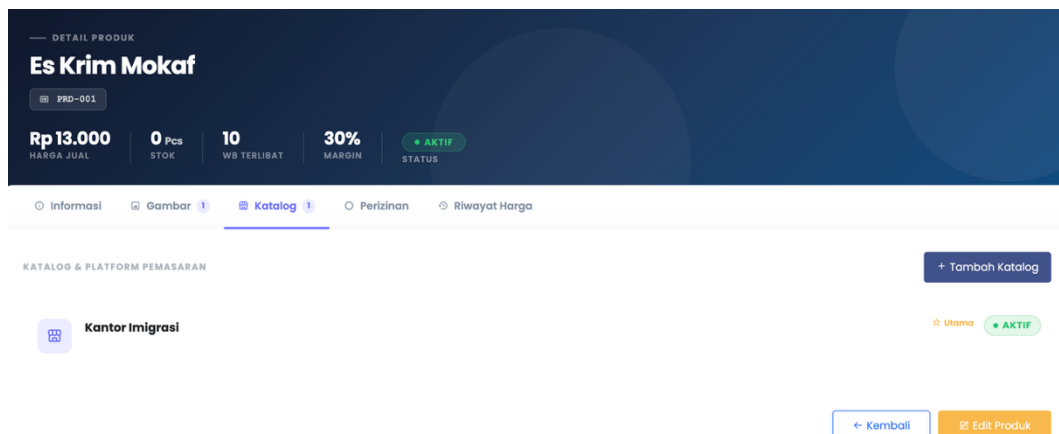 DETAIL PRODUK
Es Krim Mokaf
PRD-001
Rp 13.000 0 Pcs 10 30% AKTIF
HARGA JUAL STOK WB TERLIBAT MARGIN STATUS
Informasi Gambar 1 Katalog 1 Perizinan Riwayat Harga
KATALOG & PLATFORM PEMASARAN + Tambah Katalog
Kantor Imigrasi Utama AKTIF
← Kembali Edit Produk